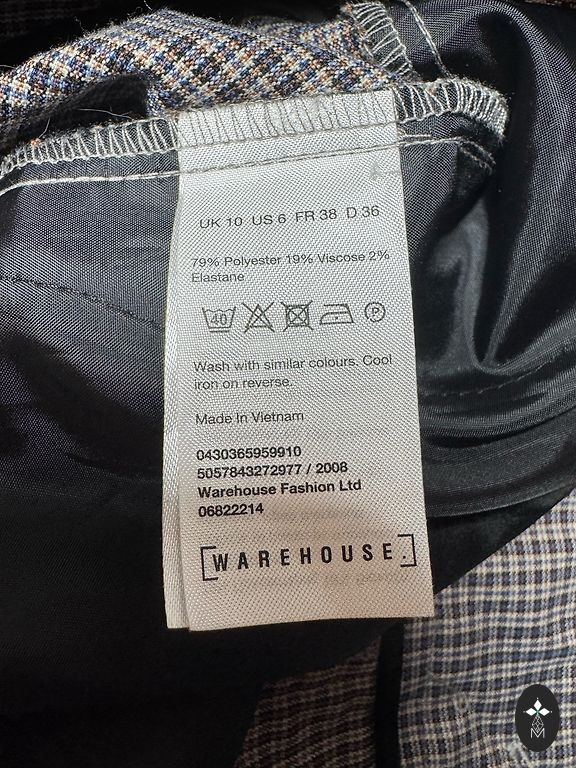 UK 10 US 6 FR 38 D 36
79% Polyester 19% Viscose 2%
Elastane
40
P
Wash with similar colours. Cool
iron on reverse.
Made In Vietnam
0430365959910
5057843272977 / 2008
Warehouse Fashion Ltd
06822214
[WAREHOUSE.]
M